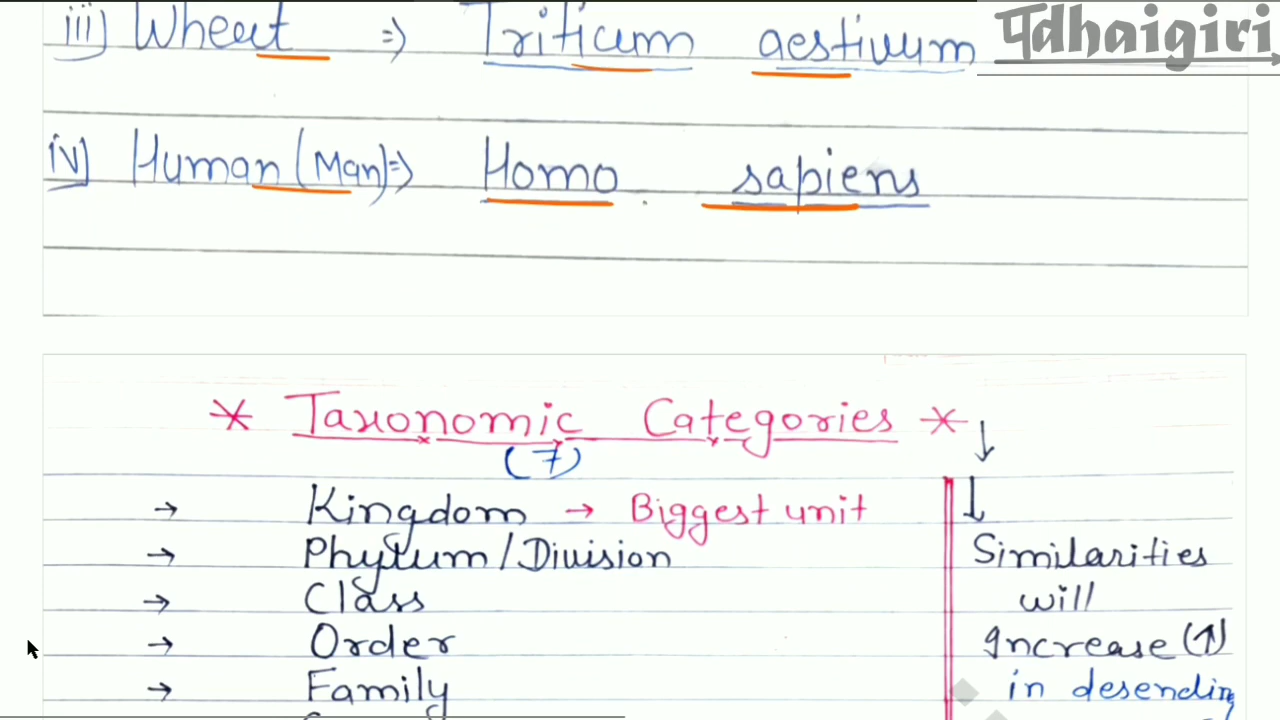 पdhaigiri
iii) Wheat ⇒ Triticum aestivum
iv) Human (Man) ⇒ Homo sapiens
* Taxonomic Categories * ↓
(7)
→ Kingdom → Biggest unit ↓
→ Phylum/Division Similarities
→ Class will
→ Order Increase (↑)
→ Family in desending